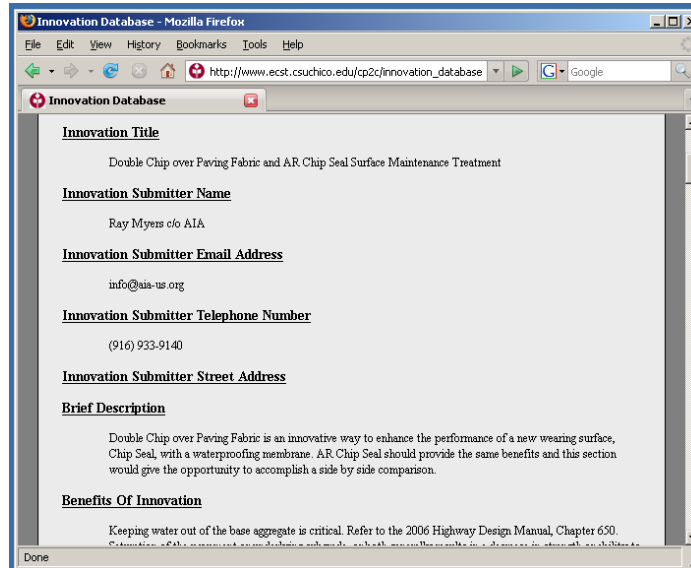 Innovation Database - Mozilla Firefox
File Edit View History Bookmarks Tools Help
http://www.ecst.csuchico.edu/cp2c/innovation_database
G Google
Innovation Database
Innovation Title
Double Chip over Paving Fabric and AR Chip Seal Surface Maintenance Treatment
Innovation Submitter Name
Ray Myers c/o AIA
Innovation Submitter Email Address
info@aia-us.org
Innovation Submitter Telephone Number
(916) 933-9140
Innovation Submitter Street Address
Brief Description
Double Chip over Paving Fabric is an innovative way to enhance the performance of a new wearing surface,
Chip Seal, with a waterproofing membrane. AR Chip Seal should provide the same benefits and this section
would give the opportunity to accomplish a side by side comparison.
Benefits Of Innovation
Keeping water out of the base aggregate is critical. Refer to the 2006 Highway Design Manual, Chapter 650.
Done